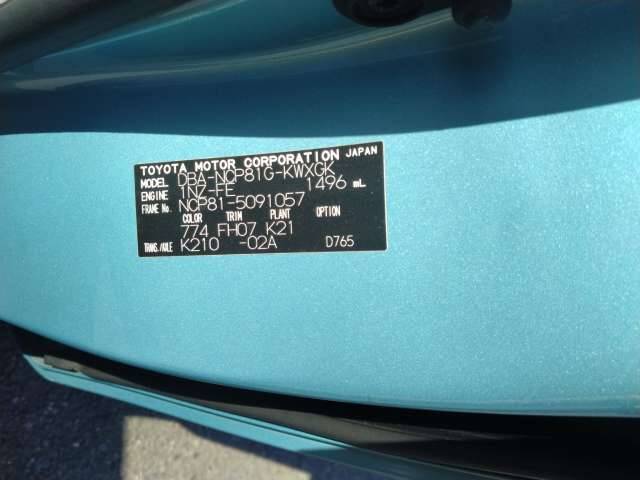 TOYOTA MOTOR CORPORATION JAPAN
MODEL DBA-NCP81G-KWXGK
ENGINE 1NZ-FE 1496 mL
FRAME No. NCP81-5091057
COLOR TRIM PLANT OPTION
774 FH07 K21
TRANS./AXLE K210 -02A D765